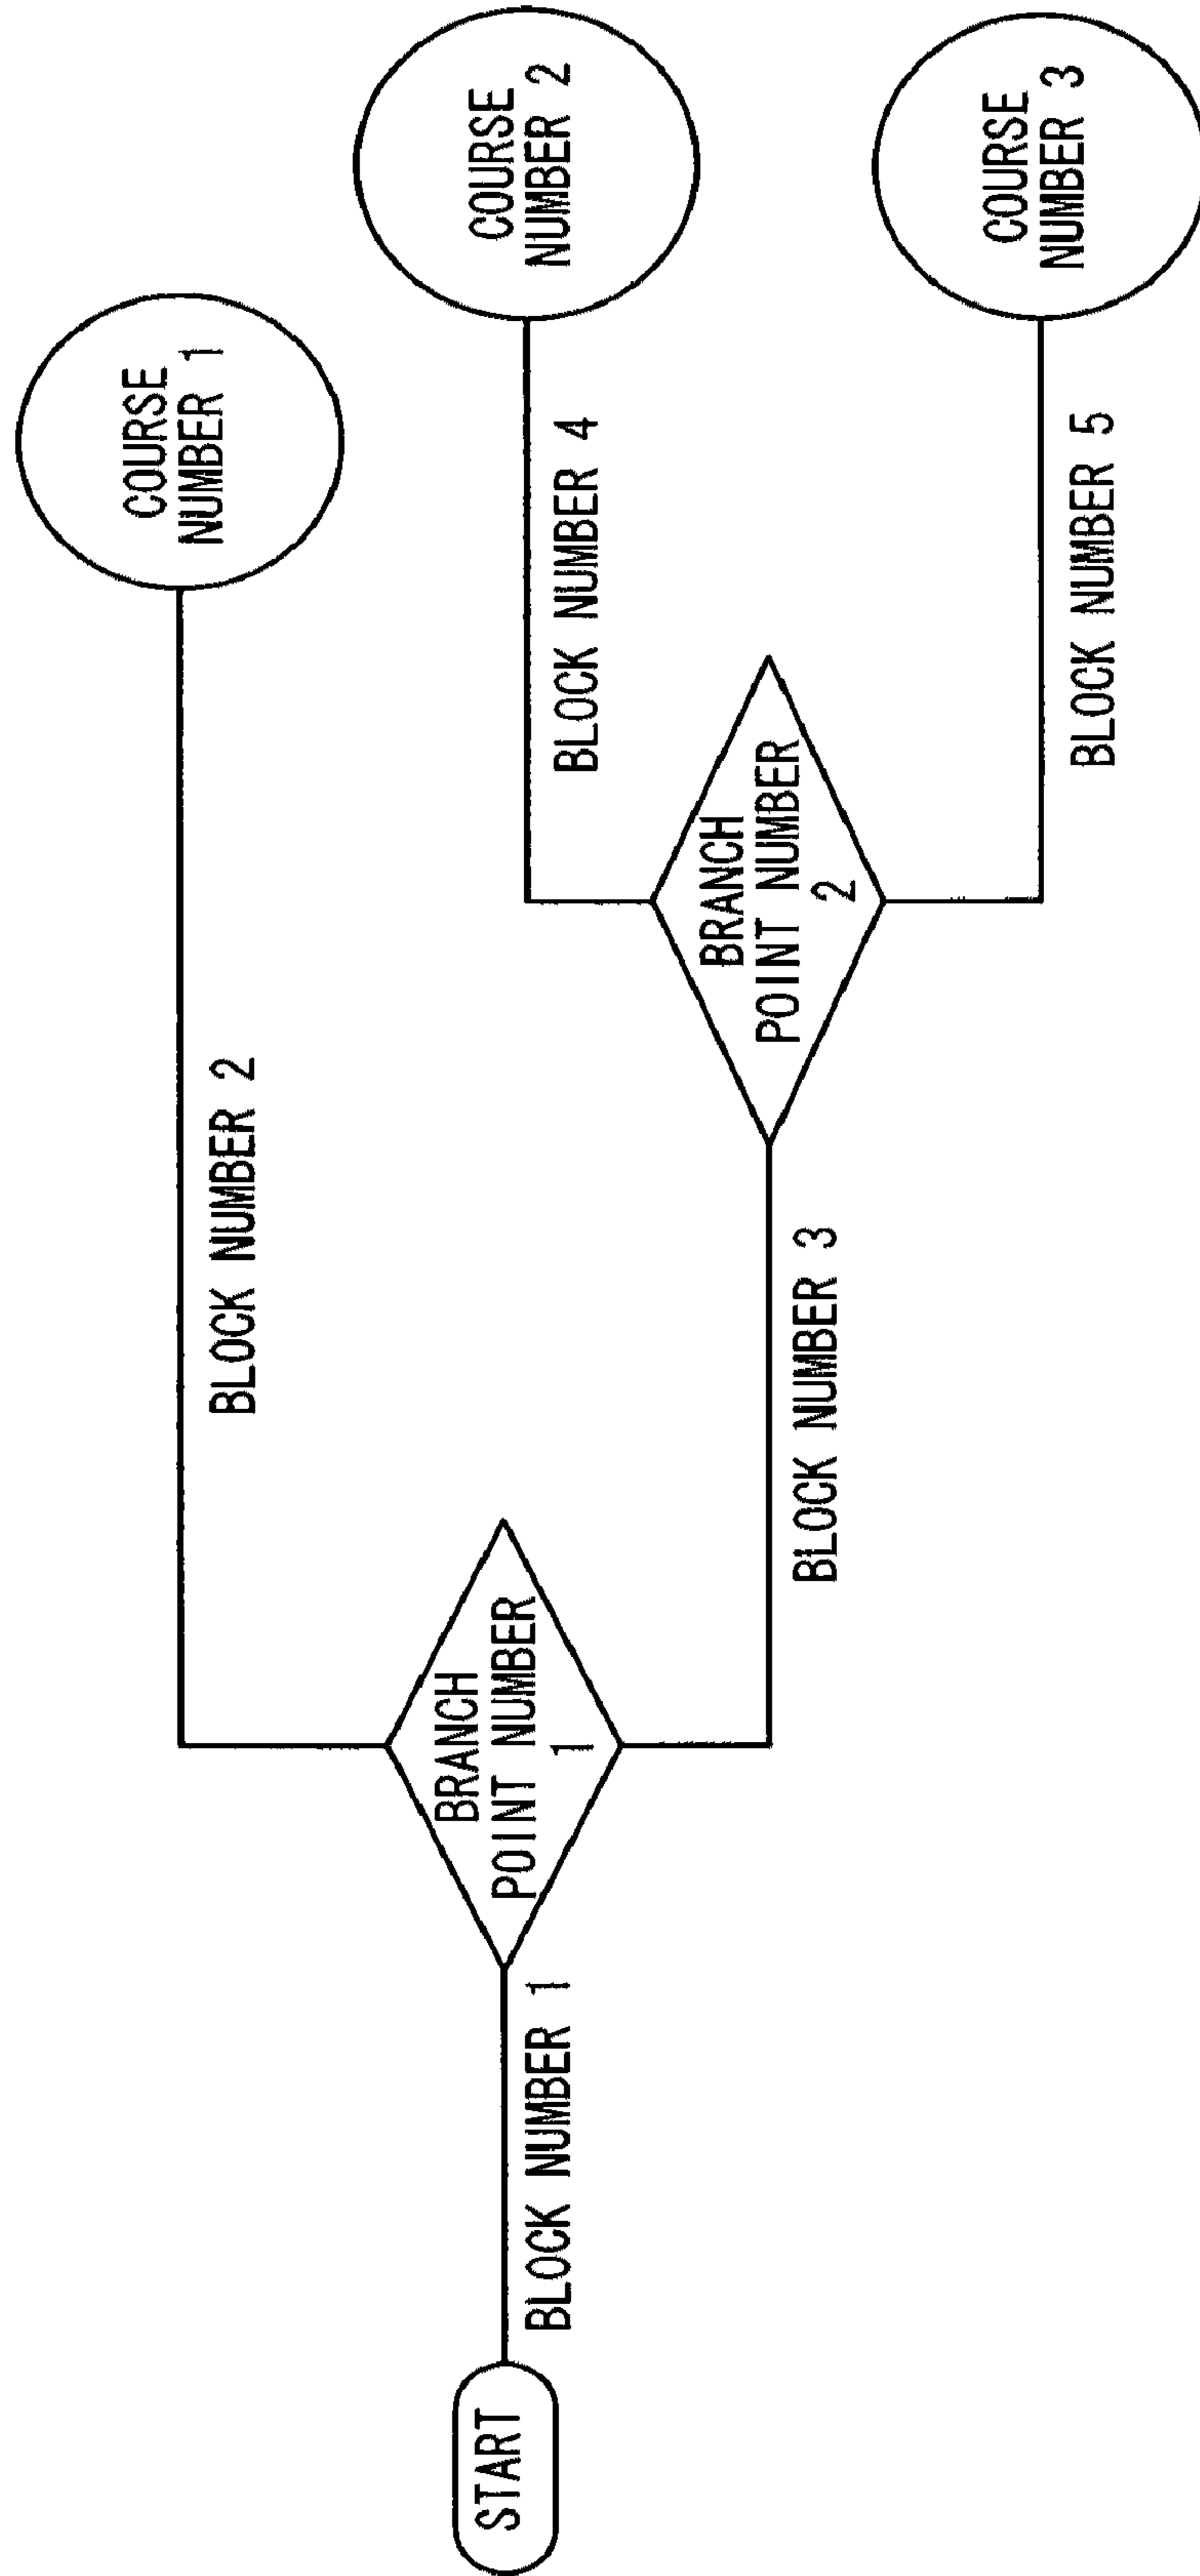 START
BLOCK NUMBER 1
BRANCH
POINT NUMBER
1
BLOCK NUMBER 2
COURSE
NUMBER 1
BLOCK NUMBER 3
BRANCH
POINT NUMBER
2
BLOCK NUMBER 4
COURSE
NUMBER 2
BLOCK NUMBER 5
COURSE
NUMBER 3